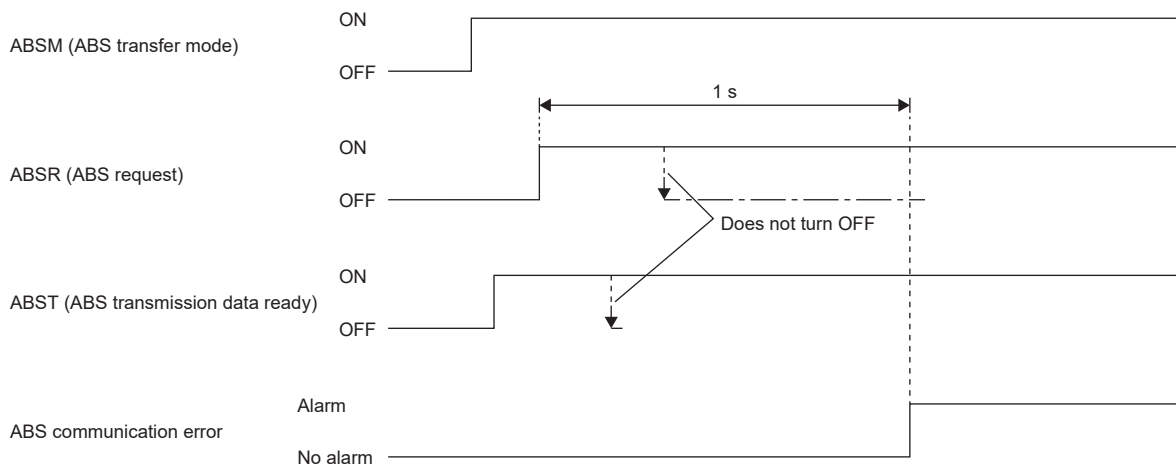 ON
ABSM (ABS transfer mode)
OFF
1 s
ON
ABSR (ABS request)
OFF
Does not turn OFF
ON
ABST (ABS transmission data ready)
OFF
Alarm
ABS communication error
No alarm